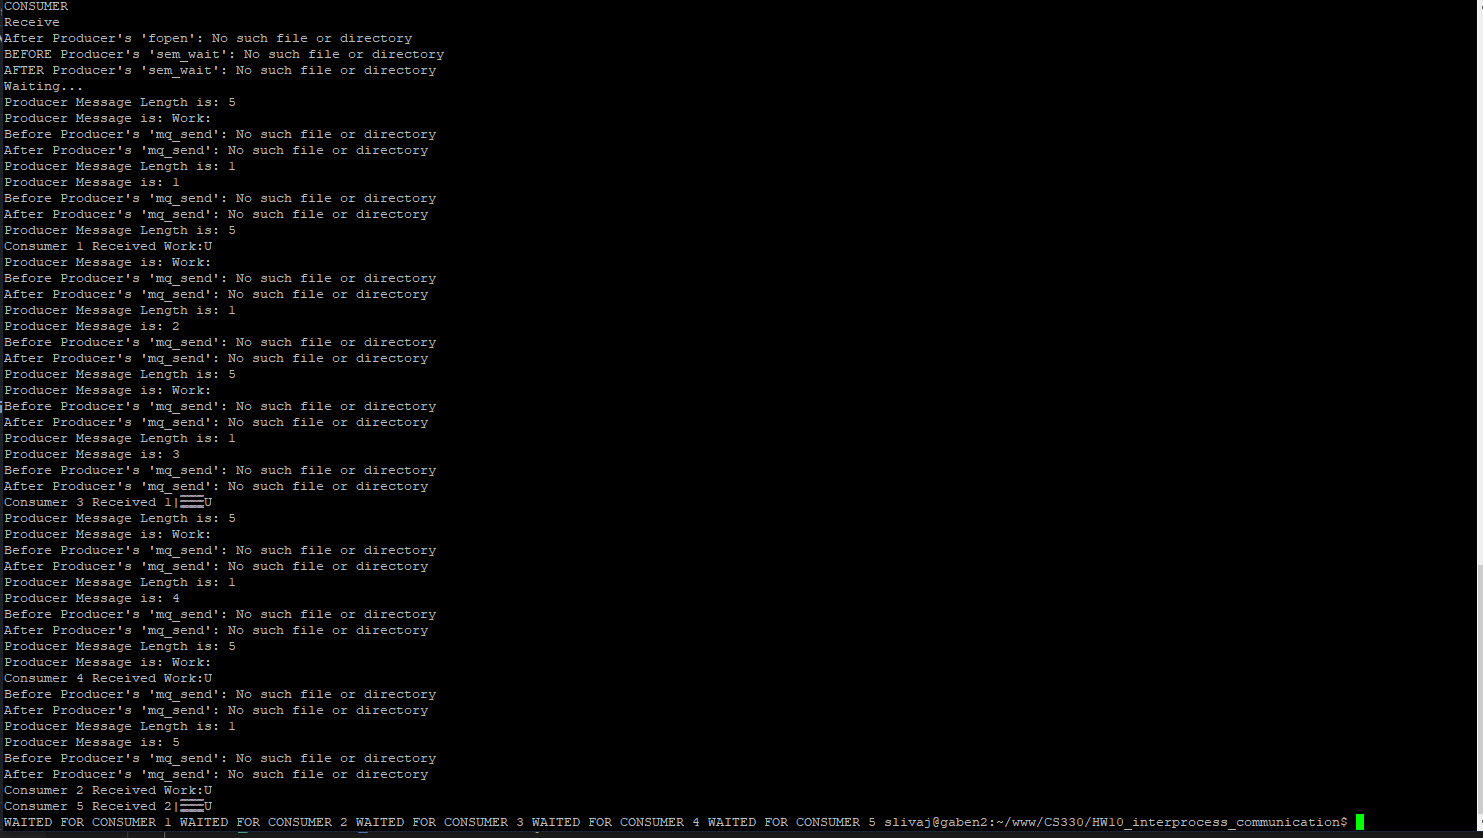 CONSUMER
Receive
After Producer's 'fopen': No such file or directory
BEFORE Producer's 'sem_wait': No such file or directory
AFTER Producer's 'sem_wait': No such file or directory
Waiting...
Producer Message Length is: 5
Producer Message is: Work:
Before Producer's 'mq_send': No such file or directory
After Producer's 'mq_send': No such file or directory
Producer Message Length is: 1
Producer Message is: 1
Before Producer's 'mq_send': No such file or directory
After Producer's 'mq_send': No such file or directory
Producer Message Length is: 5
Consumer 1 Received Work:U
Producer Message is: Work:
Before Producer's 'mq_send': No such file or directory
After Producer's 'mq_send': No such file or directory
Producer Message Length is: 1
Producer Message is: 2
Before Producer's 'mq_send': No such file or directory
After Producer's 'mq_send': No such file or directory
Producer Message Length is: 5
Producer Message is: Work:
Before Producer's 'mq_send': No such file or directory
After Producer's 'mq_send': No such file or directory
Producer Message Length is: 1
Producer Message is: 3
Before Producer's 'mq_send': No such file or directory
After Producer's 'mq_send': No such file or directory
Consumer 3 Received 1|U
Producer Message Length is: 5
Producer Message is: Work:
Before Producer's 'mq_send': No such file or directory
After Producer's 'mq_send': No such file or directory
Producer Message Length is: 1
Producer Message is: 4
Before Producer's 'mq_send': No such file or directory
After Producer's 'mq_send': No such file or directory
Producer Message Length is: 5
Producer Message is: Work:
Consumer 4 Received Work:U
Before Producer's 'mq_send': No such file or directory
After Producer's 'mq_send': No such file or directory
Producer Message Length is: 1
Producer Message is: 5
Before Producer's 'mq_send': No such file or directory
After Producer's 'mq_send': No such file or directory
Consumer 2 Received Work:U
Consumer 5 Received 2|U
WAITED FOR CONSUMER 1 WAITED FOR CONSUMER 2 WAITED FOR CONSUMER 3 WAITED FOR CONSUMER 4 WAITED FOR CONSUMER 5 slivaj@gaben2:~/www/CS330/HW10_interprocess_communication$